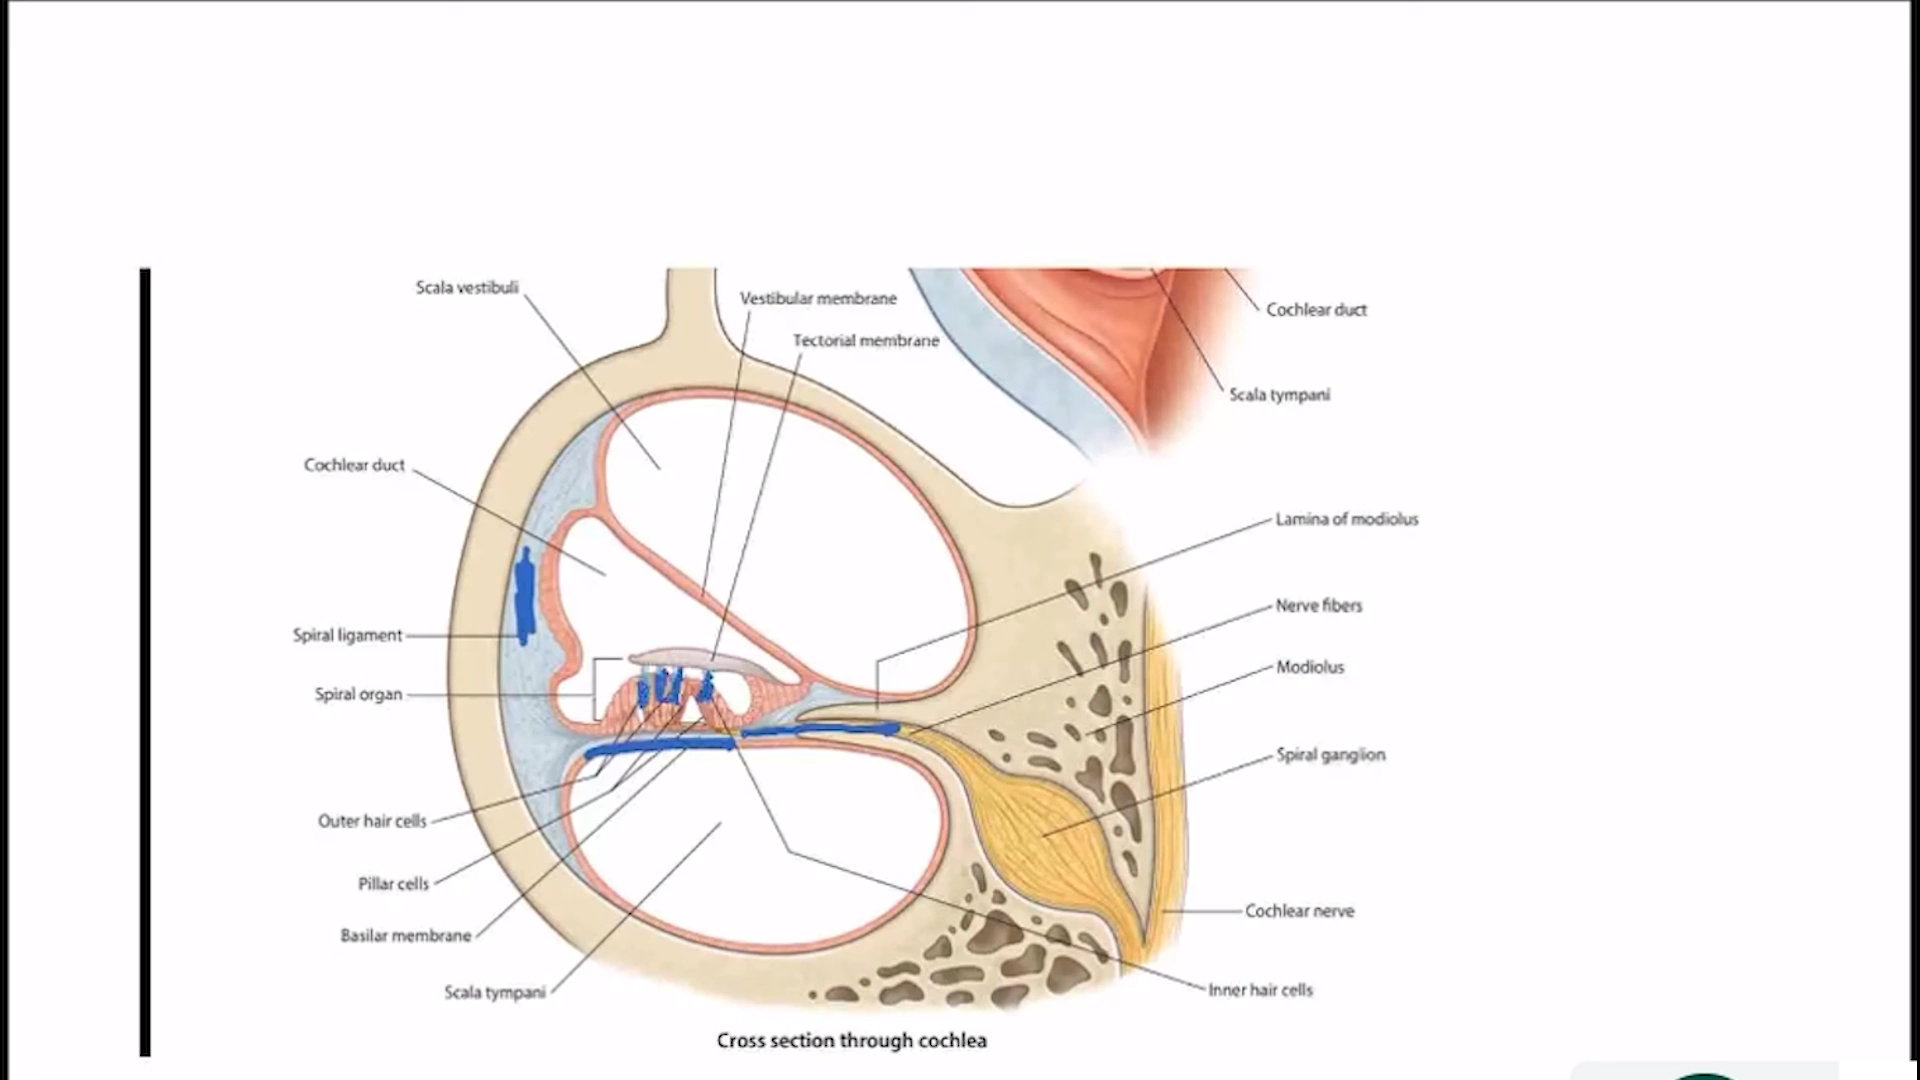 Scala vestibuli
Vestibular membrane
Cochlear duct
Tectorial membrane
Scala tympani
Cochlear duct
Lamina of modiolus
Nerve fibers
Spiral ligament
Modiolus
Spiral organ
Spiral ganglion
Outer hair cells
Pillar cells
Cochlear nerve
Basilar membrane
Scala tympani
Inner hair cells
Cross section through cochlea